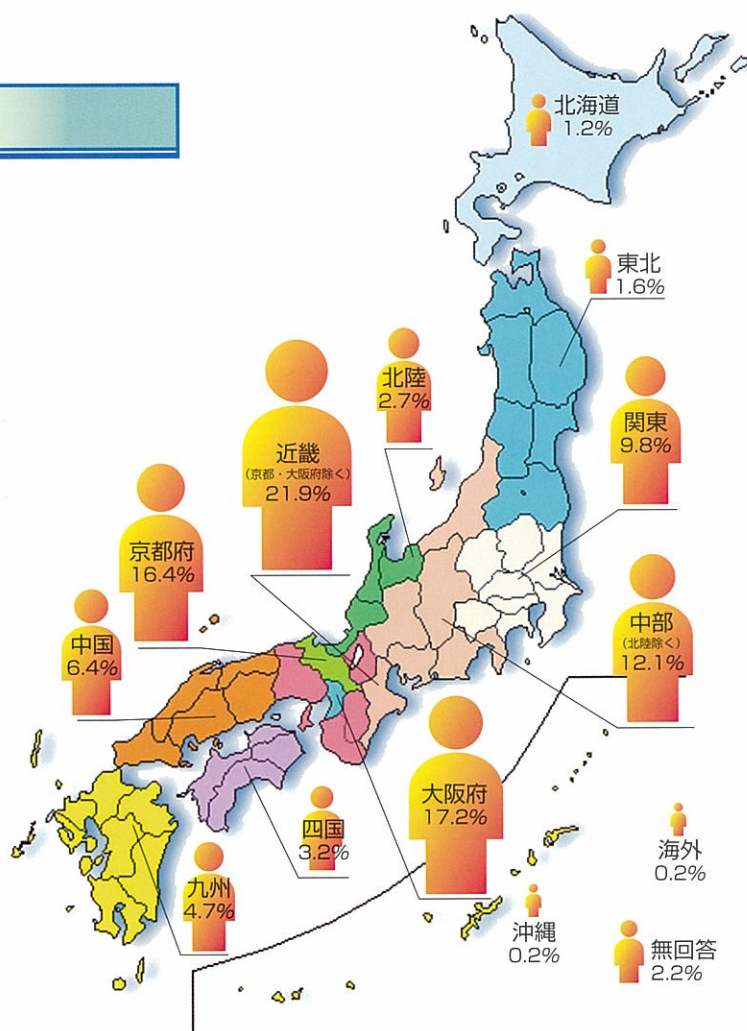 北海道
1.2%
東北
1.6%
北陸
2.7%
関東
9.8%
近畿
(京都・大阪府除く)
21.9%
京都府
16.4%
中国
6.4%
中部
(北陸除く)
12.1%
大阪府
17.2%
四国
3.2%
九州
4.7%
海外
0.2%
沖縄
0.2%
無回答
2.2%